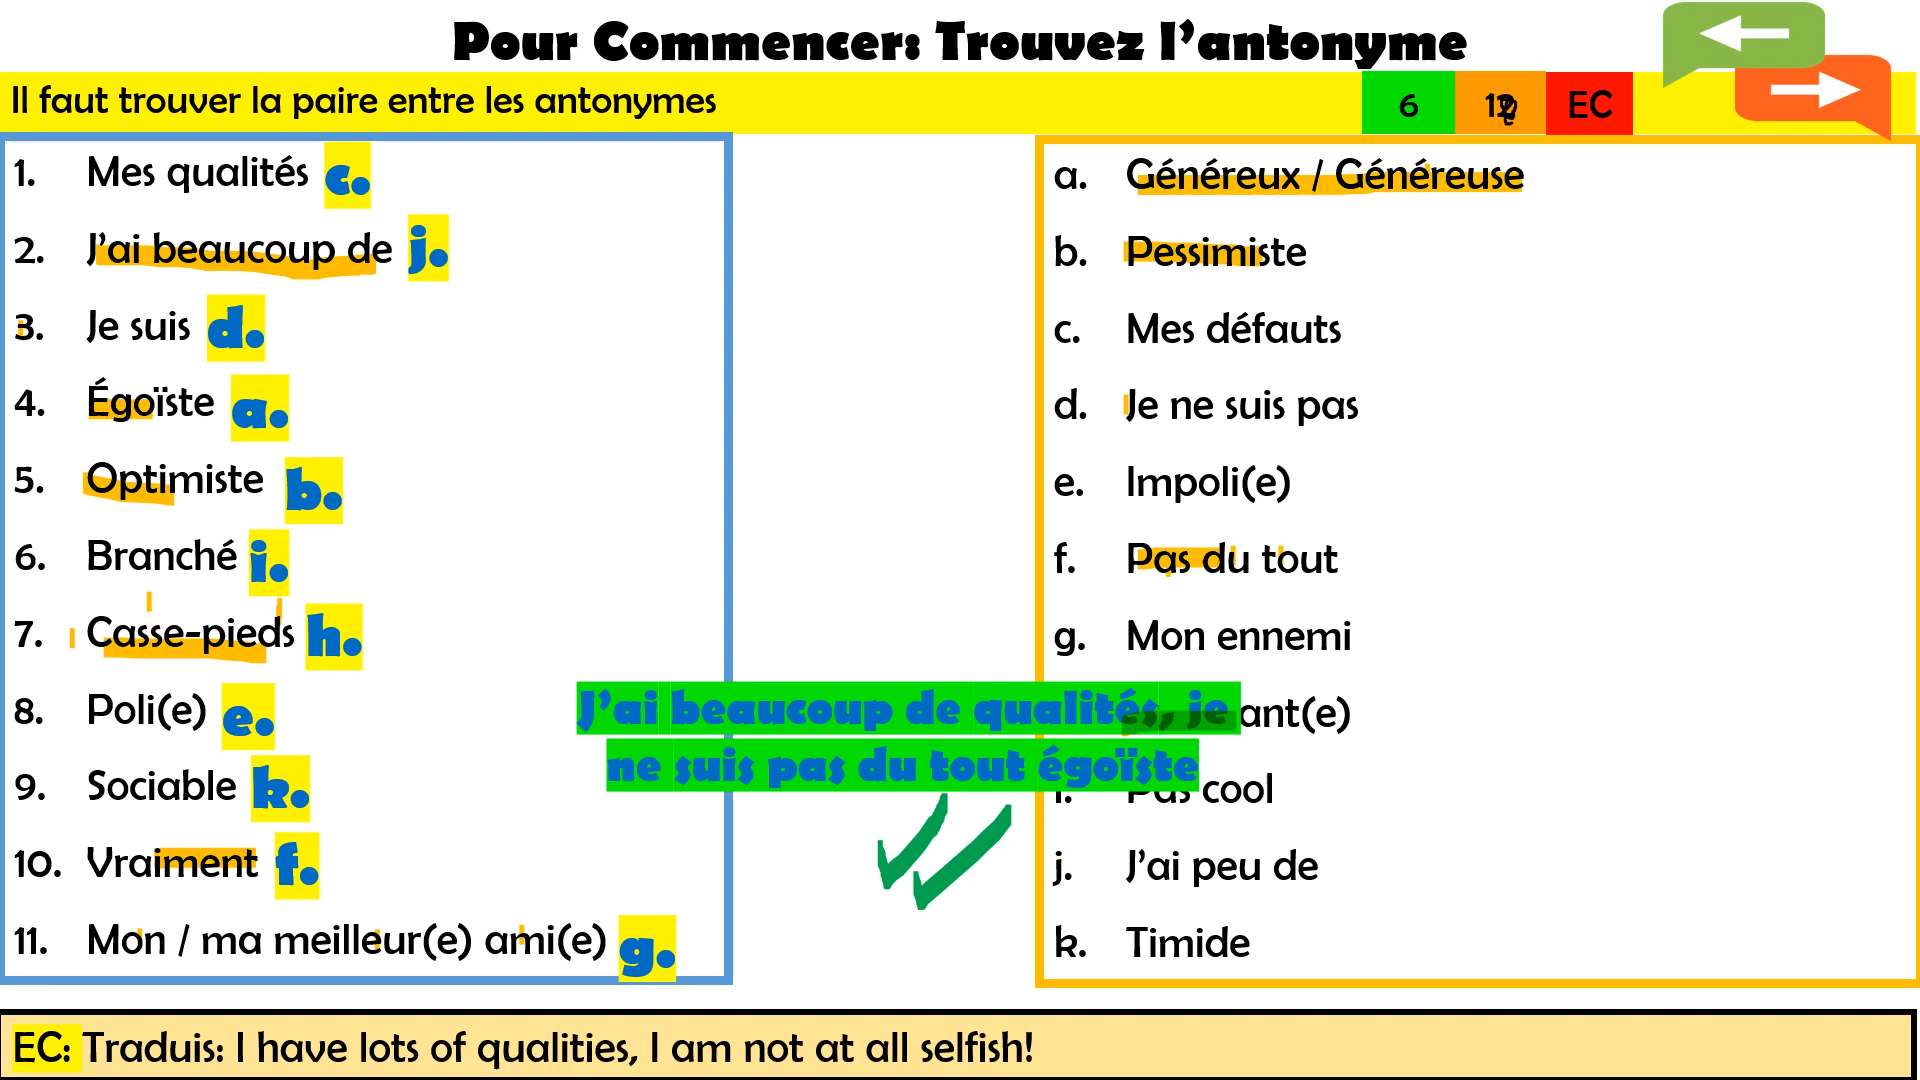 Pour Commencer: Trouvez l’antonyme
Il faut trouver la paire entre les antonymes
6
EC
1. Mes qualités c.
2. J’ai beaucoup de j.
3. Je suis d.
4. Égoïste a.
5. Optimiste b.
6. Branché i.
7. Casse-pieds h.
8. Poli(e) e.
9. Sociable k.
10. Vraiment f.
11. Mon / ma meilleur(e) ami(e) g.
a. Généreux / Généreuse
b. Pessimiste
c. Mes défauts
d. Je ne suis pas
e. Impoli(e)
f. Pas du tout
g. Mon ennemi
ant(e)
i. Pas cool
j. J’ai peu de
k. Timide
J’ai beaucoup de qualités, je
ne suis pas du tout égoïste
EC: Traduis: I have lots of qualities, I am not at all selfish!